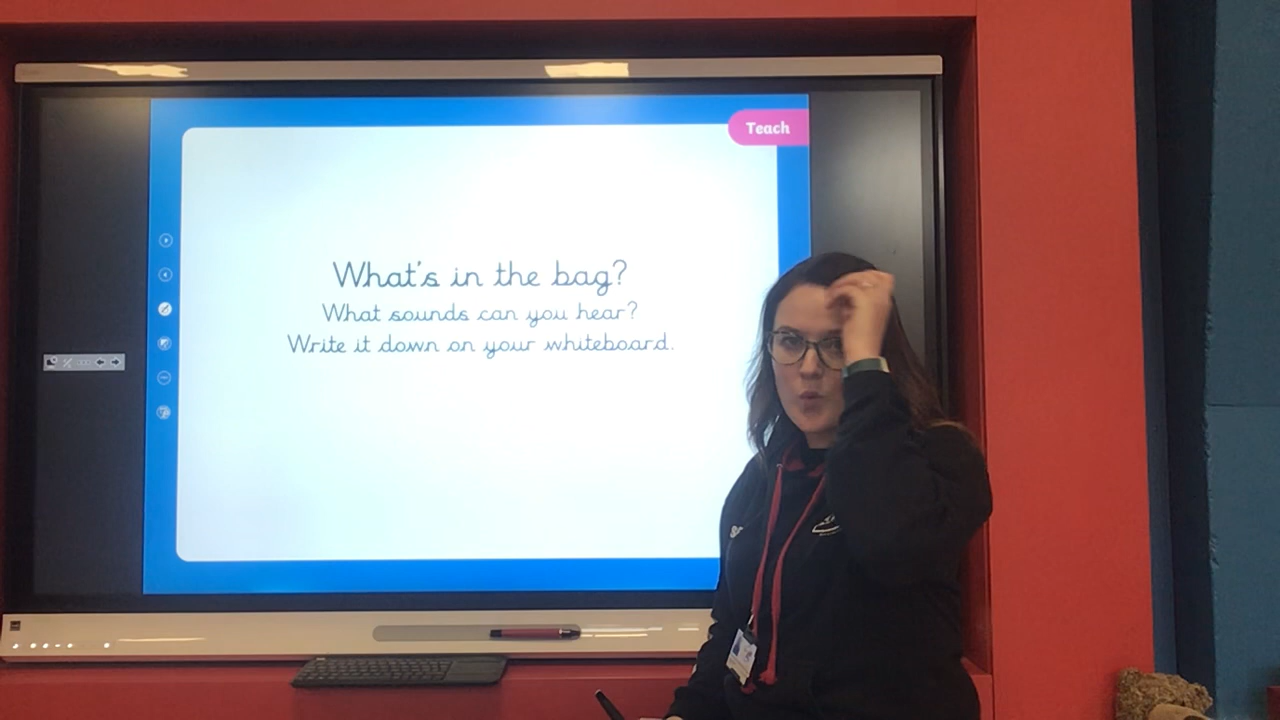 Teach
What's in the bag?
What sounds can you hear?
Write it down on your whiteboard.